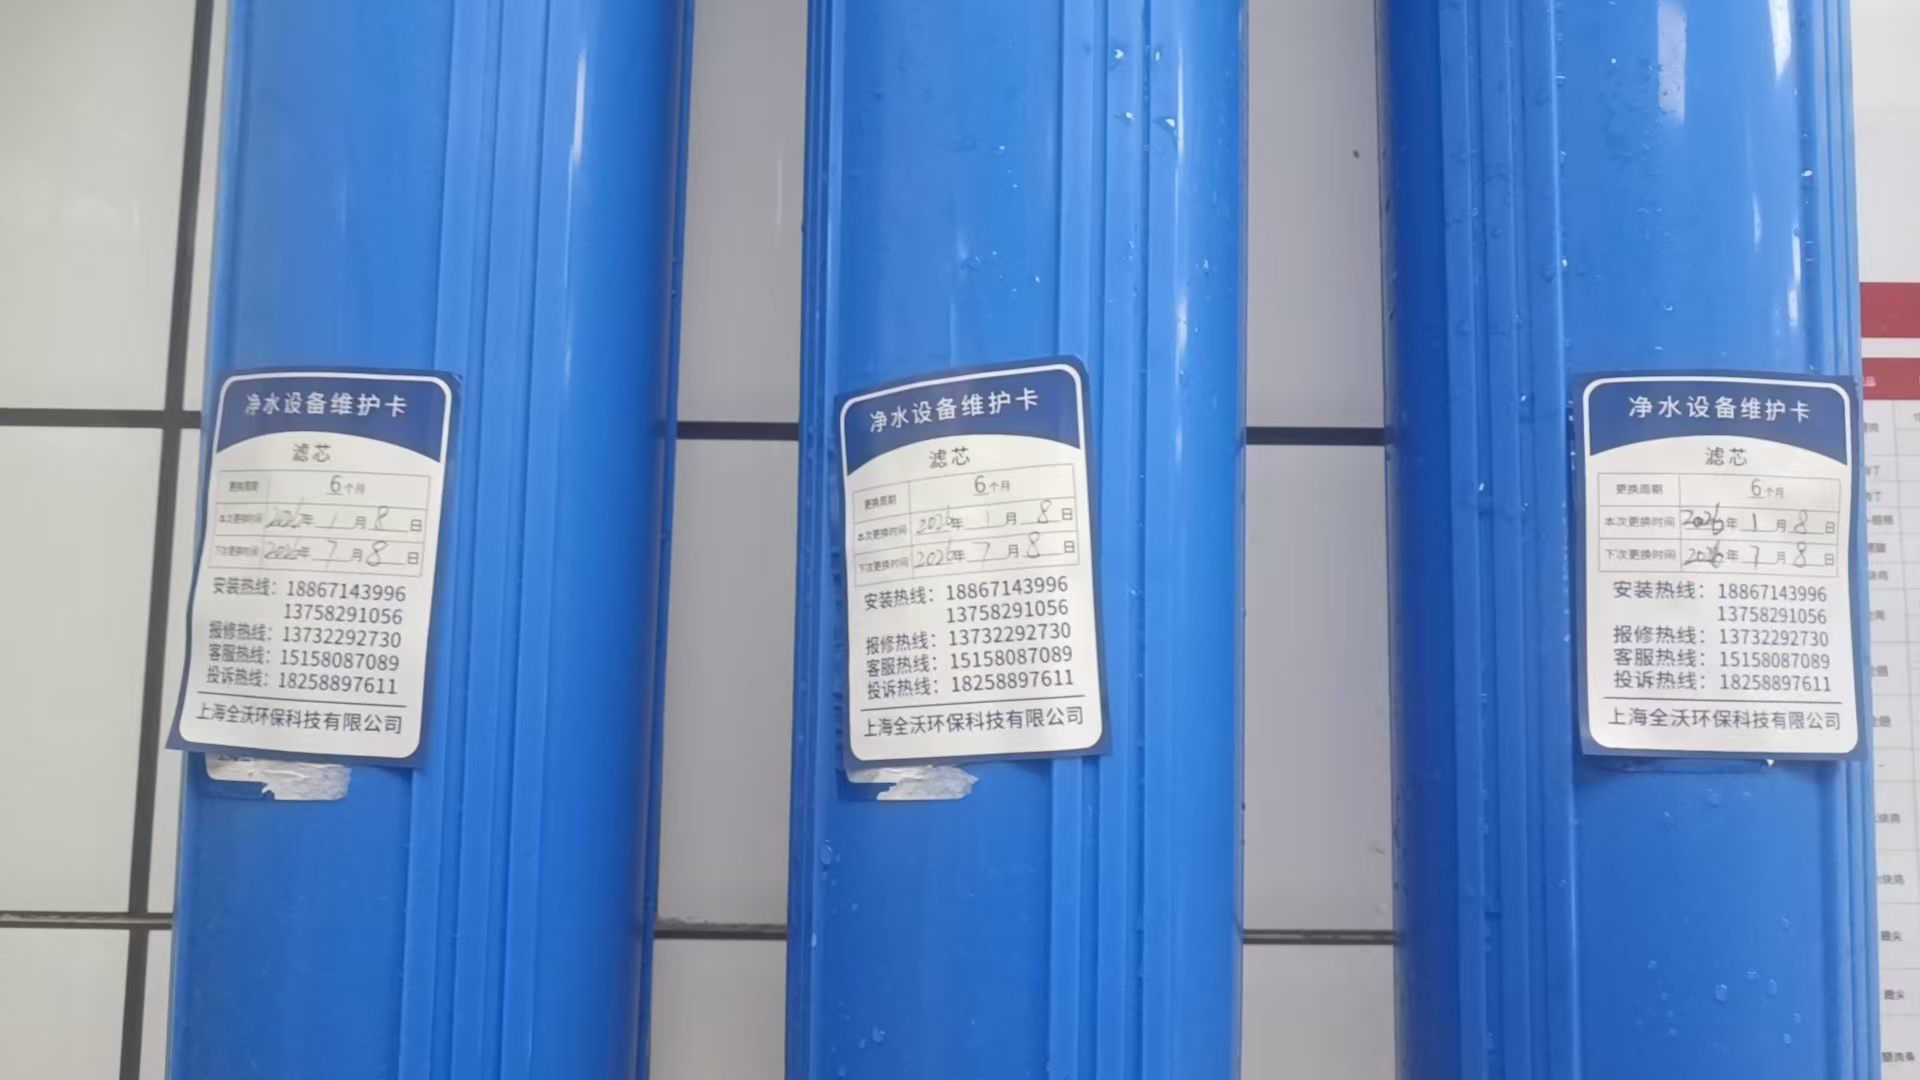 净水设备维护卡
滤芯
更换周期 6个月
本次更换时间 2026年1月8日
下次更换时间 2026年7月8日
安装热线：18867143996
13758291056
报修热线：13732292730
客服热线：15158087089
投诉热线：18258897611
上海全沃环保科技有限公司
净水设备维护卡
滤芯
更换周期 6个月
本次更换时间 2026年1月8日
下次更换时间 2026年7月8日
安装热线：18867143996
13758291056
报修热线：13732292730
客服热线：15158087089
投诉热线：18258897611
上海全沃环保科技有限公司
净水设备维护卡
滤芯
更换周期 6个月
本次更换时间 2026年1月8日
下次更换时间 2026年7月8日
安装热线：18867143996
13758291056
报修热线：13732292730
客服热线：15158087089
投诉热线：18258897611
上海全沃环保科技有限公司